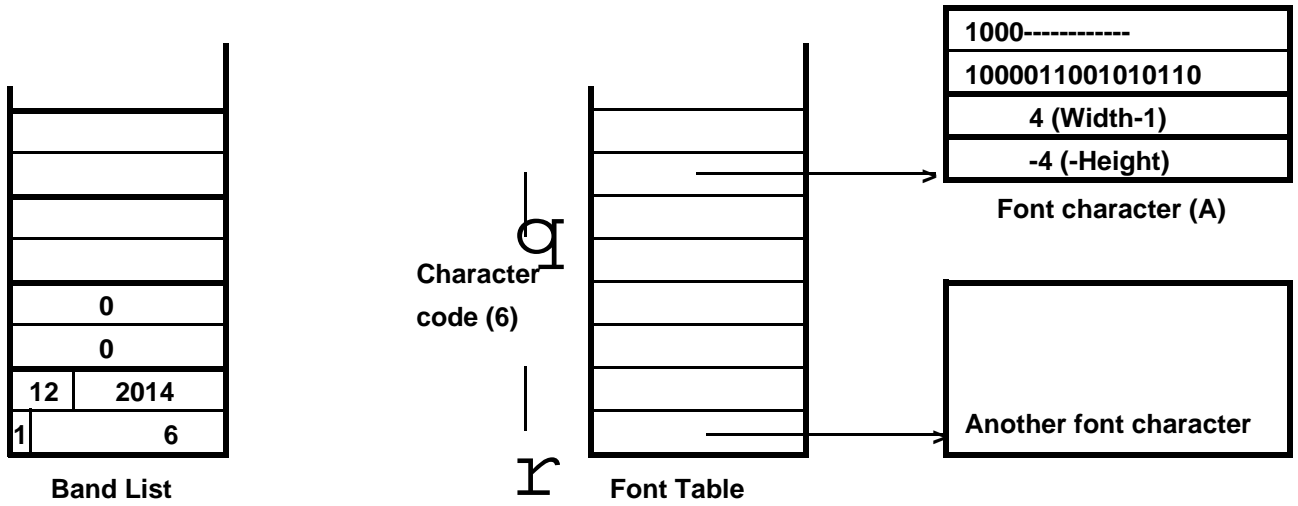 1000------------
1000011001010110
4 (Width-1)
-4 (-Height)
Font character (A)
q
Character
code (6)
0
0
12 2014
1 6
Another font character
r
Band List
Font Table